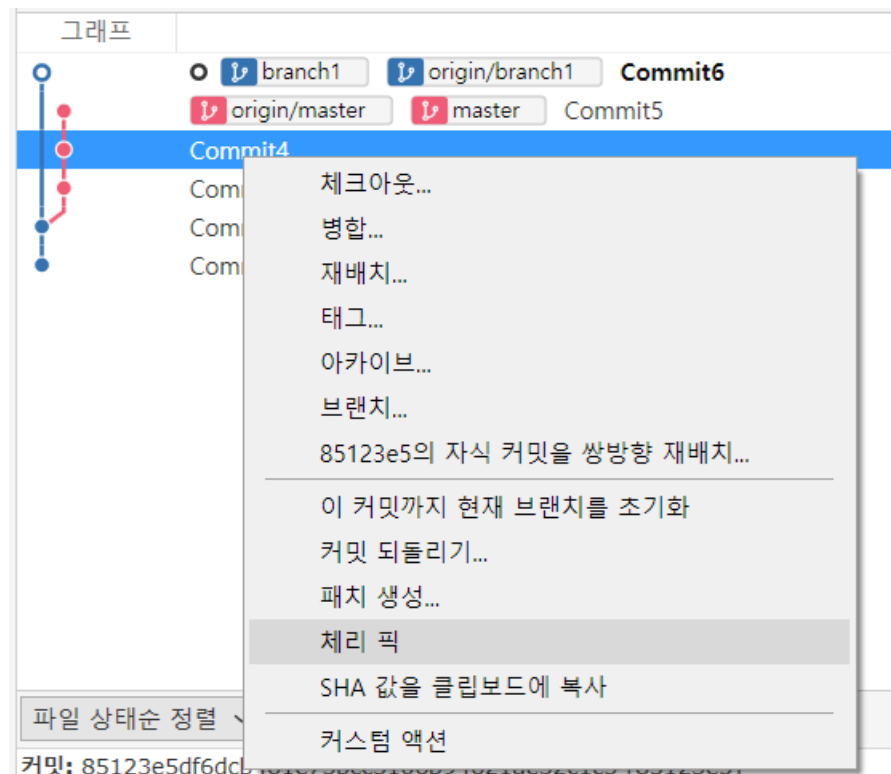 그래프
branch1 origin/branch1 Commit6
origin/master master Commit5
Commit4
체크아웃...
병합...
재배치...
태그...
아카이브...
브랜치...
85123e5의 자식 커밋을 쌍방향 재배치...
이 커밋까지 현재 브랜치를 초기화
커밋 되돌리기...
패치 생성...
체리 픽
SHA 값을 클립보드에 복사
커스텀 액션
파일 상태순 정렬
커밋: